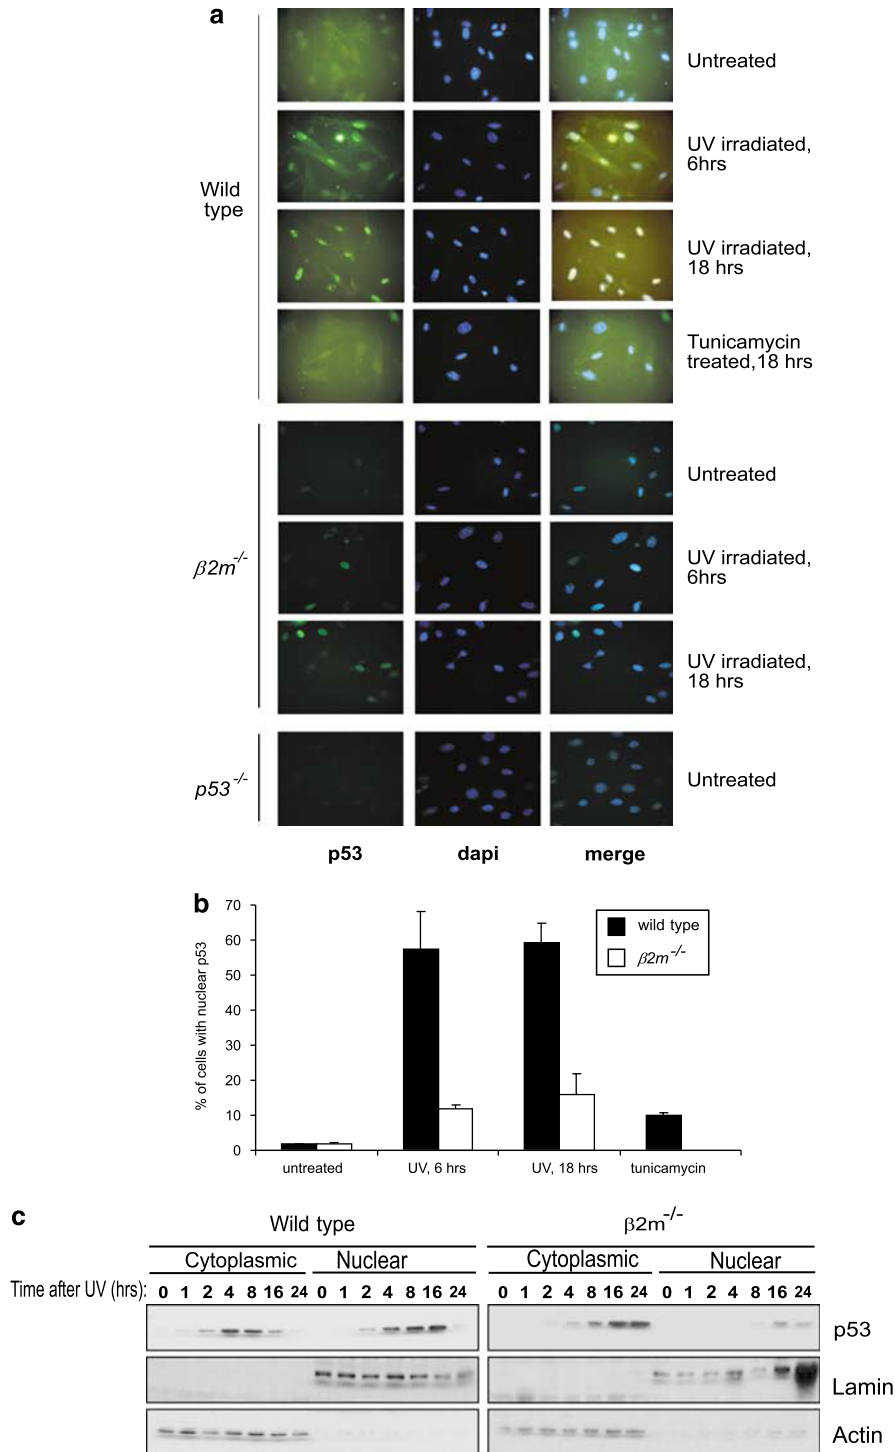 a
Untreated
UV irradiated,
6hrs
Wild
type
UV irradiated,
18 hrs
Tunicamycin
treated,18 hrs
Untreated
β2m-/-
UV irradiated,
6hrs
UV irradiated,
18 hrs
p53-/-
Untreated
p53 dapi merge
b
% of cells with nuclear p53
70
60
50
40
30
20
10
0
wild type
β2m-/-
untreated UV, 6 hrs UV, 18 hrs tunicamycin
c
Wild type β2m-/-
Cytoplasmic Nuclear Cytoplasmic Nuclear
Time after UV (hrs): 0 1 2 4 8 16 24 0 1 2 4 8 16 24 0 1 2 4 8 16 24 0 1 2 4 8 16 24
p53
Lamin
Actin